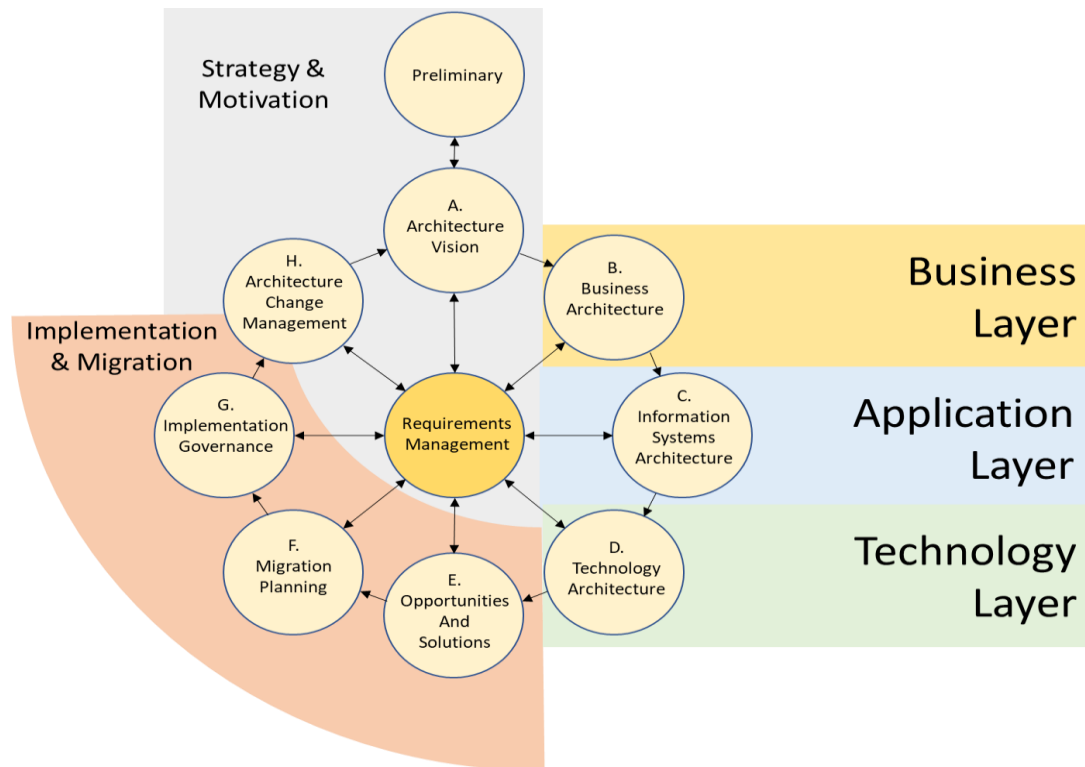 Strategy &
Motivation
Preliminary
A.
Architecture
Vision
H.
Architecture
Change
Management
B.
Business
Architecture
Business
Layer
Implementation
& Migration
G.
Implementation
Governance
Requirements
Management
C.
Information
Systems
Architecture
Application
Layer
F.
Migration
Planning
E.
Opportunities
And
Solutions
D.
Technology
Architecture
Technology
Layer